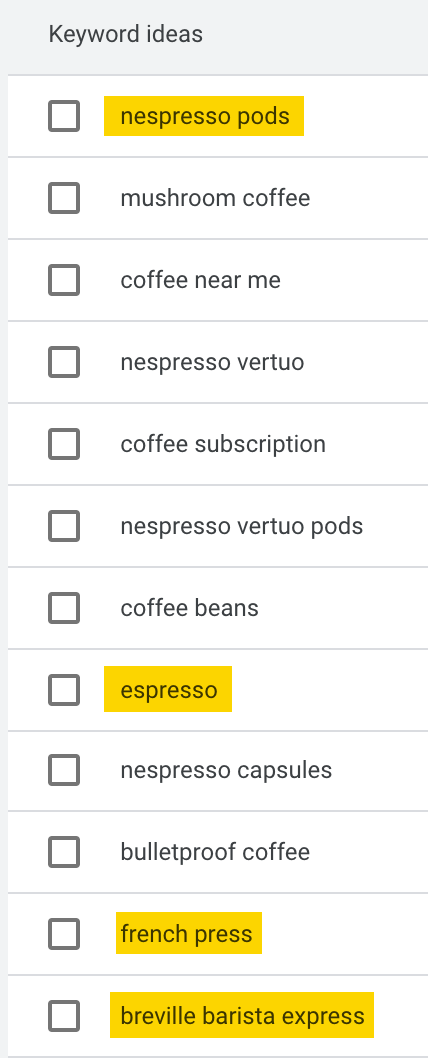 Keyword ideas
nespresso pods
mushroom coffee
coffee near me
nespresso vertuo
coffee subscription
nespresso vertuo pods
coffee beans
espresso
nespresso capsules
bulletproof coffee
french press
breville barista express